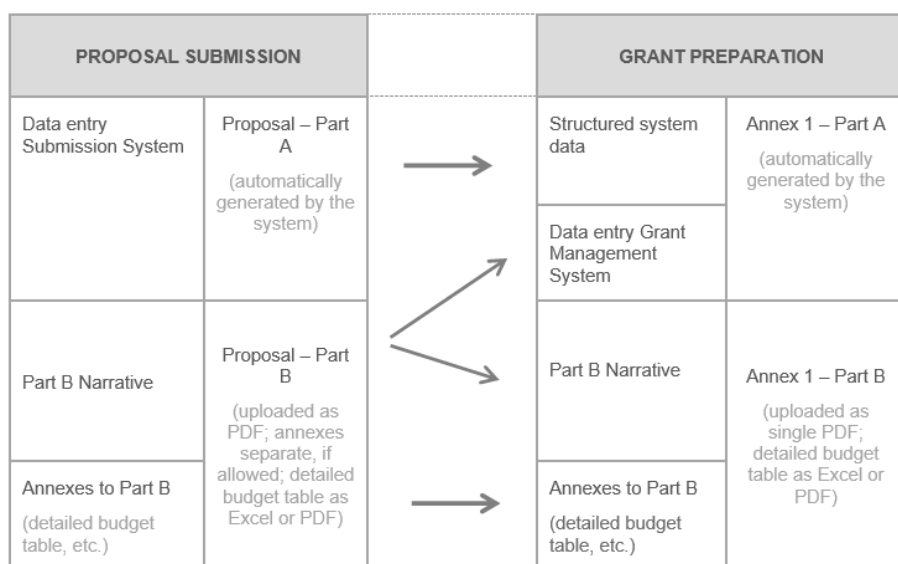 PROPOSAL SUBMISSION
GRANT PREPARATION
Data entry
Submission System
Proposal – Part
A
(automatically
generated by the
system)
Structured system
data
Annex 1 – Part A
(automatically
generated by the
system)
Data entry Grant
Management
System
Part B Narrative
Proposal – Part
B
(uploaded as
PDF; annexes
separate, if
allowed; detailed
budget table as
Excel or PDF)
Part B Narrative
Annex 1 – Part B
(uploaded as
single PDF;
detailed budget
table as Excel or
PDF)
Annexes to Part B
(detailed budget
table, etc.)
Annexes to Part B
(detailed budget
table, etc.)